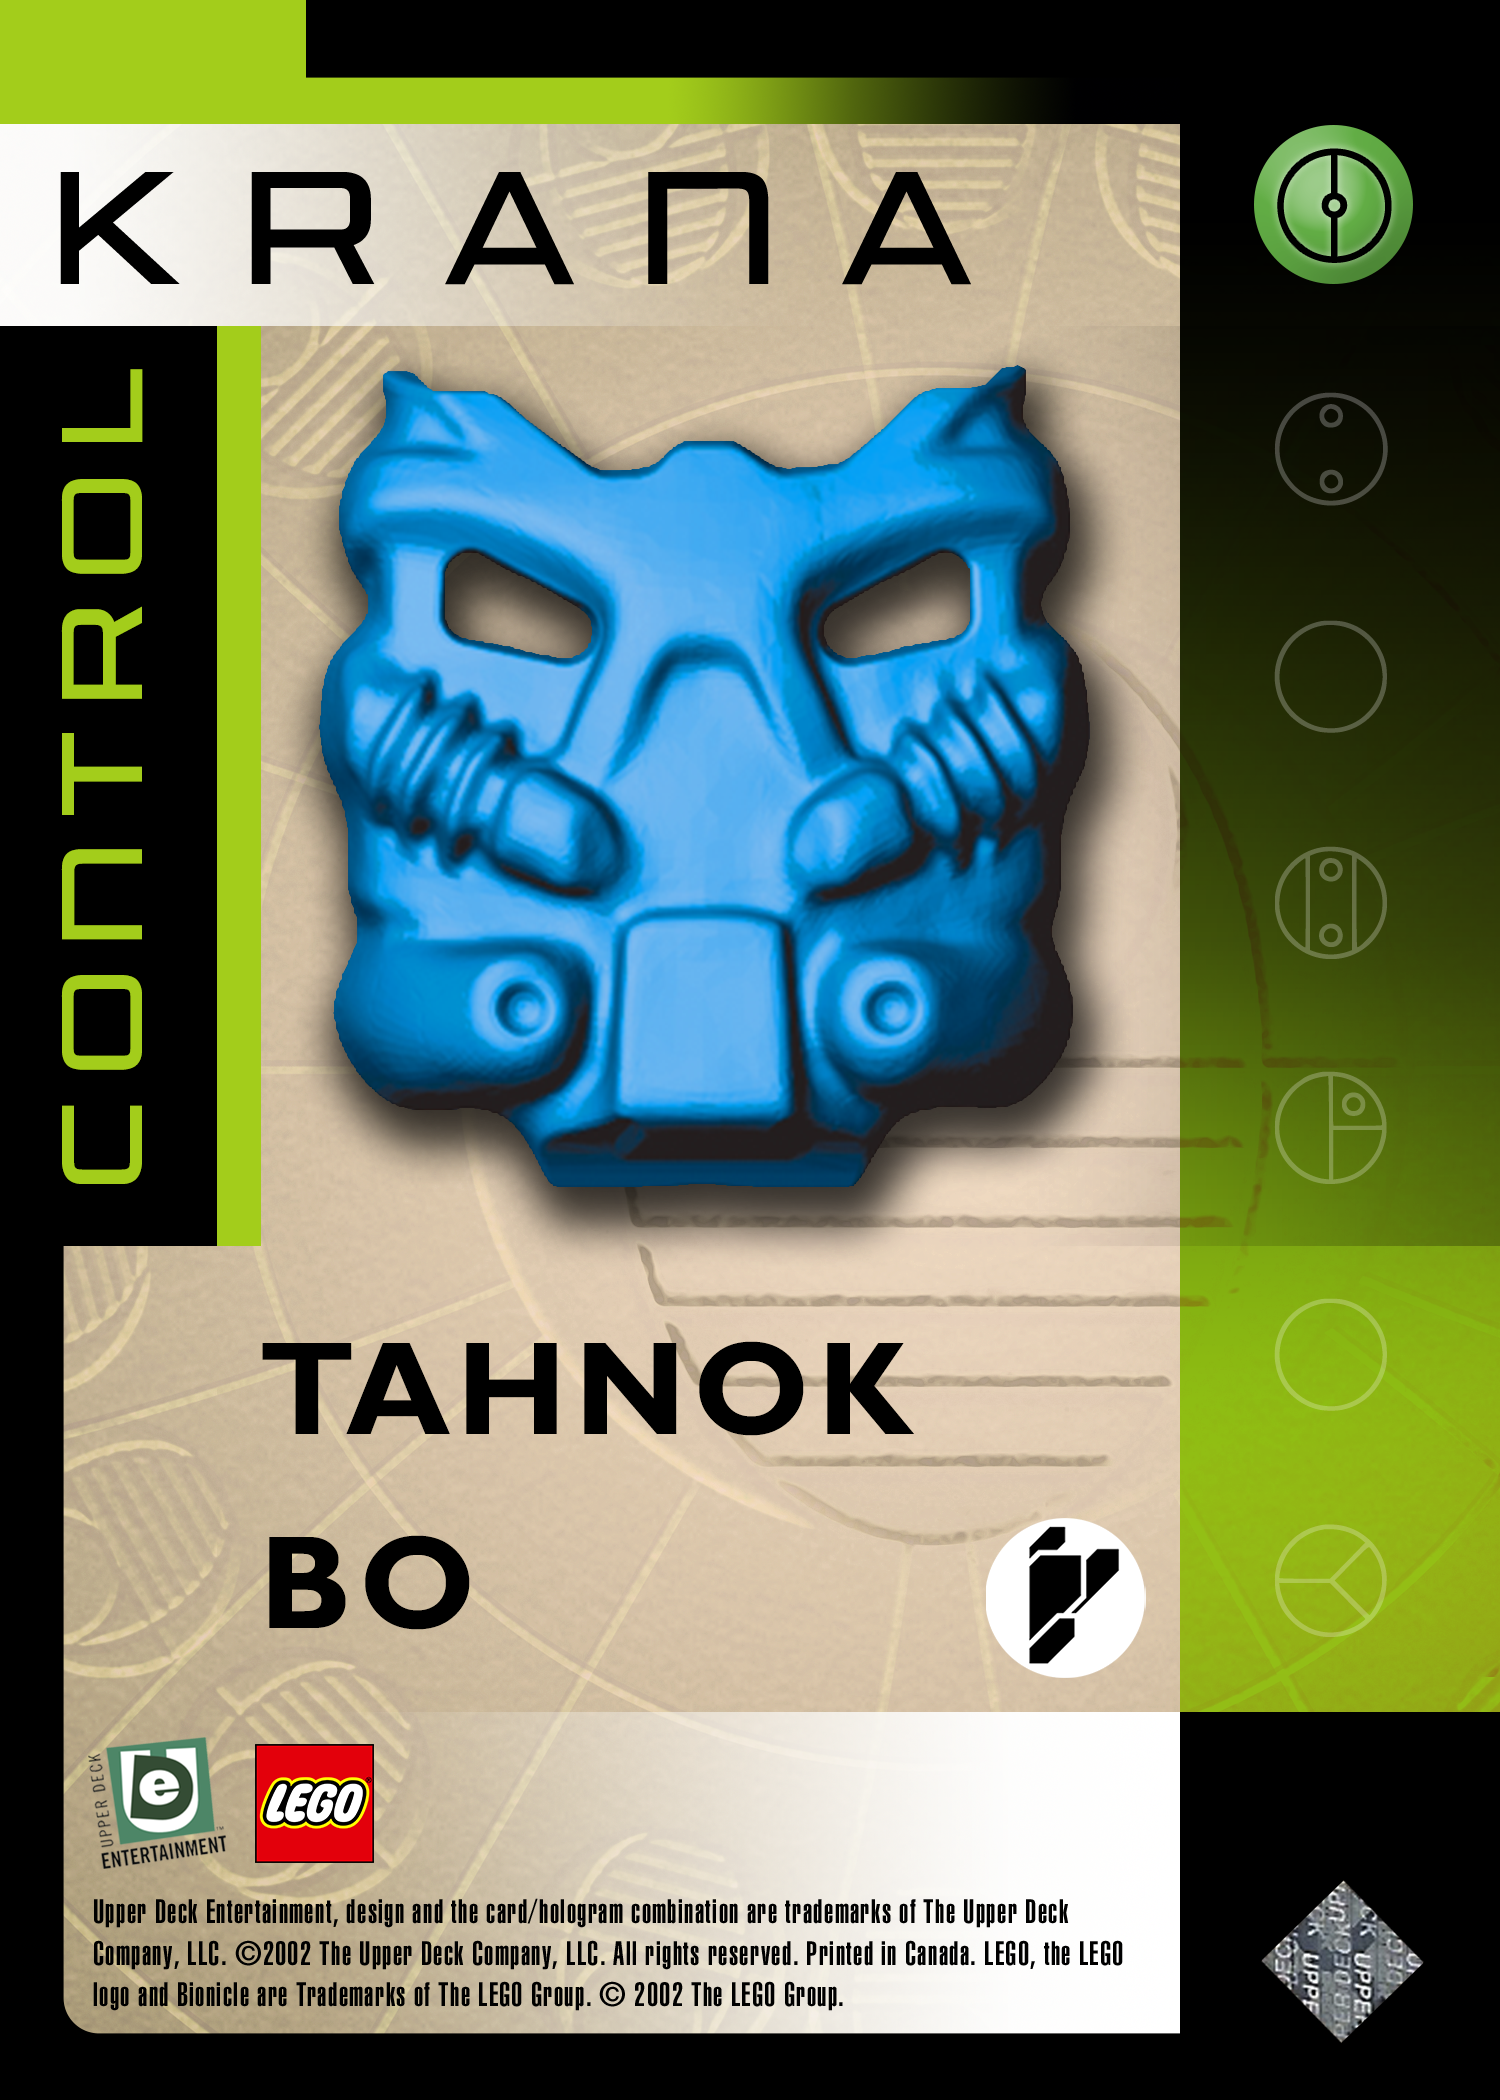 KRANA
CONTROL
TAHNOK
BO
UPPER DECK
ENTERTAINMENT™
LEGO
Upper Deck Entertainment, design and the card/hologram combination are trademarks of The Upper Deck
Company, LLC. ©2002 The Upper Deck Company, LLC. All rights reserved. Printed in Canada. LEGO, the LEGO
logo and Bionicle are Trademarks of The LEGO Group. © 2002 The LEGO Group.